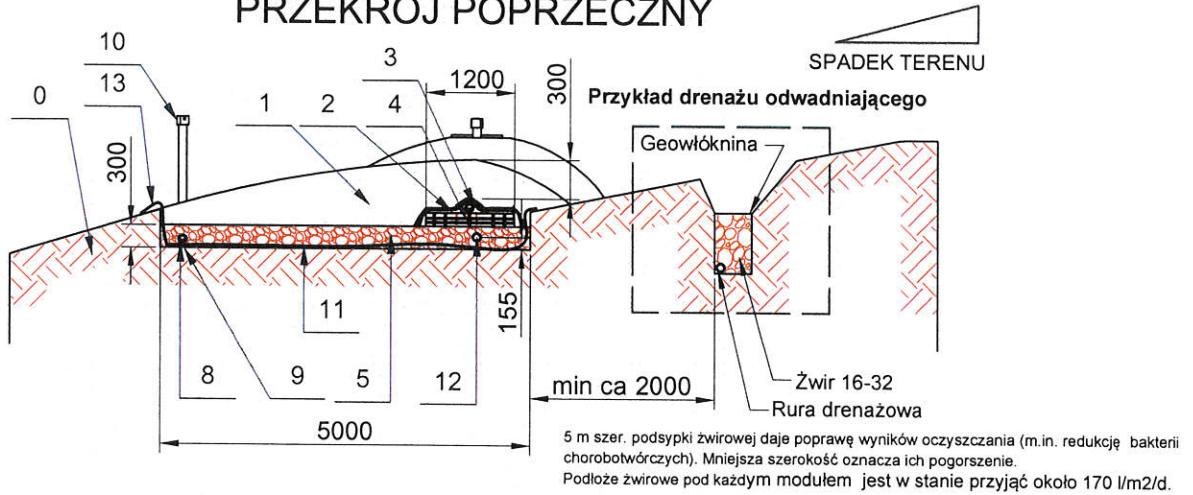 PRZEKRÓJ POPRZECZNY
SPADEK TERENU
10
3
0
13
1
2
4
1200
300
Przykład drenażu odwadniającego
Geowłóknina
300
11
155
8
9
5
12
min ca 2000
Żwir 16-32
Rura drenażowa
5000
5 m szer. podsypki żwirowej daje poprawę wyników oczyszczania (m.in. redukcję bakterii
chorobotwórczych). Mniejsza szerokość oznacza ich pogorszenie.
Podłoże żwirowe pod każdym modułem jest w stanie przyjąć około 170 l/m2/d.